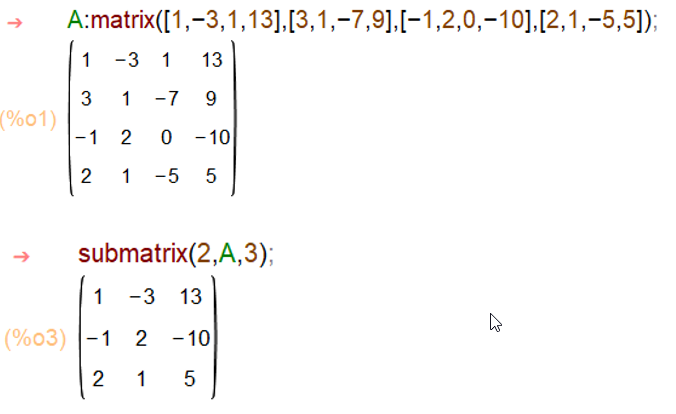 → A:matrix([1,−3,1,13],[3,1,−7,9],[−1,2,0,−10],[2,1,−5,5]);
1 −3 1 13
3 1 −7 9
(%o1)
−1 2 0 −10
2 1 −5 5
→ submatrix(2,A,3);
1 −3 13
(%o3) −1 2 −10
2 1 5